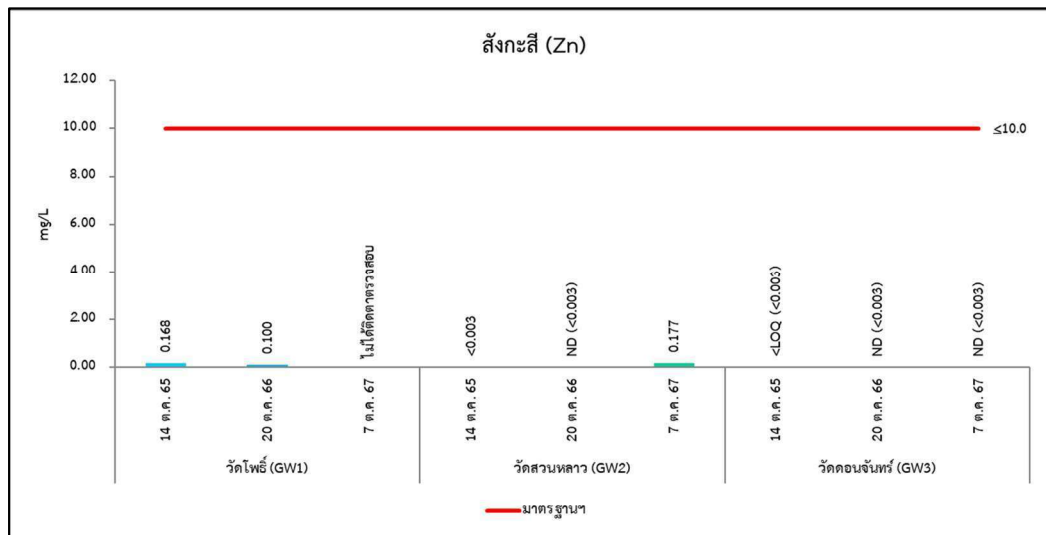 สังกะสี (Zn)
mg/L
12.00
10.00
8.00
6.00
4.00
2.00
0.00
≤10.0
0.168
0.100
ไม่ได้ติดตาตรวจสอบ
<0.003
ND (<0.003)
0.177
<LOQ (<0.003)
ND (<0.003)
ND (<0.003)
14 ต.ค. 65
20 ต.ค. 66
7 ต.ค. 67
14 ต.ค. 65
20 ต.ค. 66
7 ต.ค. 67
14 ต.ค. 65
20 ต.ค. 66
7 ต.ค. 67
วัดโพธิ์ (GW1)
วัดสวนหลาว (GW2)
วัดดอนจันทร์ (GW3)
มาตรฐานฯ